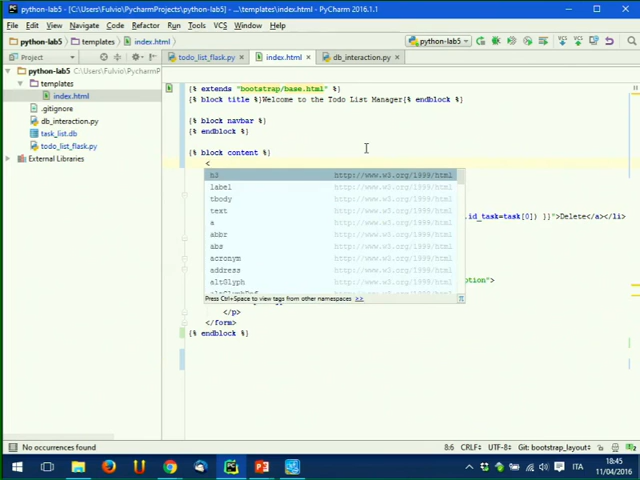 python-lab5 - [C:\Users\Fulvio\PycharmProjects\python-lab5] - ...\templates\index.html - PyCharm 2016.1.1
File Edit View Navigate Code Refactor Run Tools VCS Window Help
python-lab5 templates index.html
python-lab5
Project
todo_list_flask.py
index.html
db_interaction.py
python-lab5 C:\Users\Fulvio\PycharmProj
templates
index.html
.gitignore
db_interaction.py
task_list.db
todo_list_flask.py
External Libraries
{% extends "bootstrap/base.html" %}
{% block title %}Welcome to the Todo List Manager{% endblock %}
{% block navbar %}
{% endblock %}
{% block content %}
<
h2 http://www.w3.org/1999/html
label http://www.w3.org/1999/html
tbody http://www.w3.org/1999/html
text http://www.w3.org/1999/html
a http://www.w3.org/1999/html
abbr http://www.w3.org/1999/html
abs http://www.w3.org/1999/html
acronym http://www.w3.org/1999/html
address http://www.w3.org/1999/html
altGlyph http://www.w3.org/1999/html
altGlyphDef http://www.w3.org/1999/html
Press Ctrl+Space to view tags from other namespaces >>
.id_task=task[0]) }}">Delete</a></li>
ption">
</p>
</form>
{% endblock %}
No occurrences found
8:6 CRLF UTF-8 Git: bootstrap_layout
ITA
18:45
11/04/2016